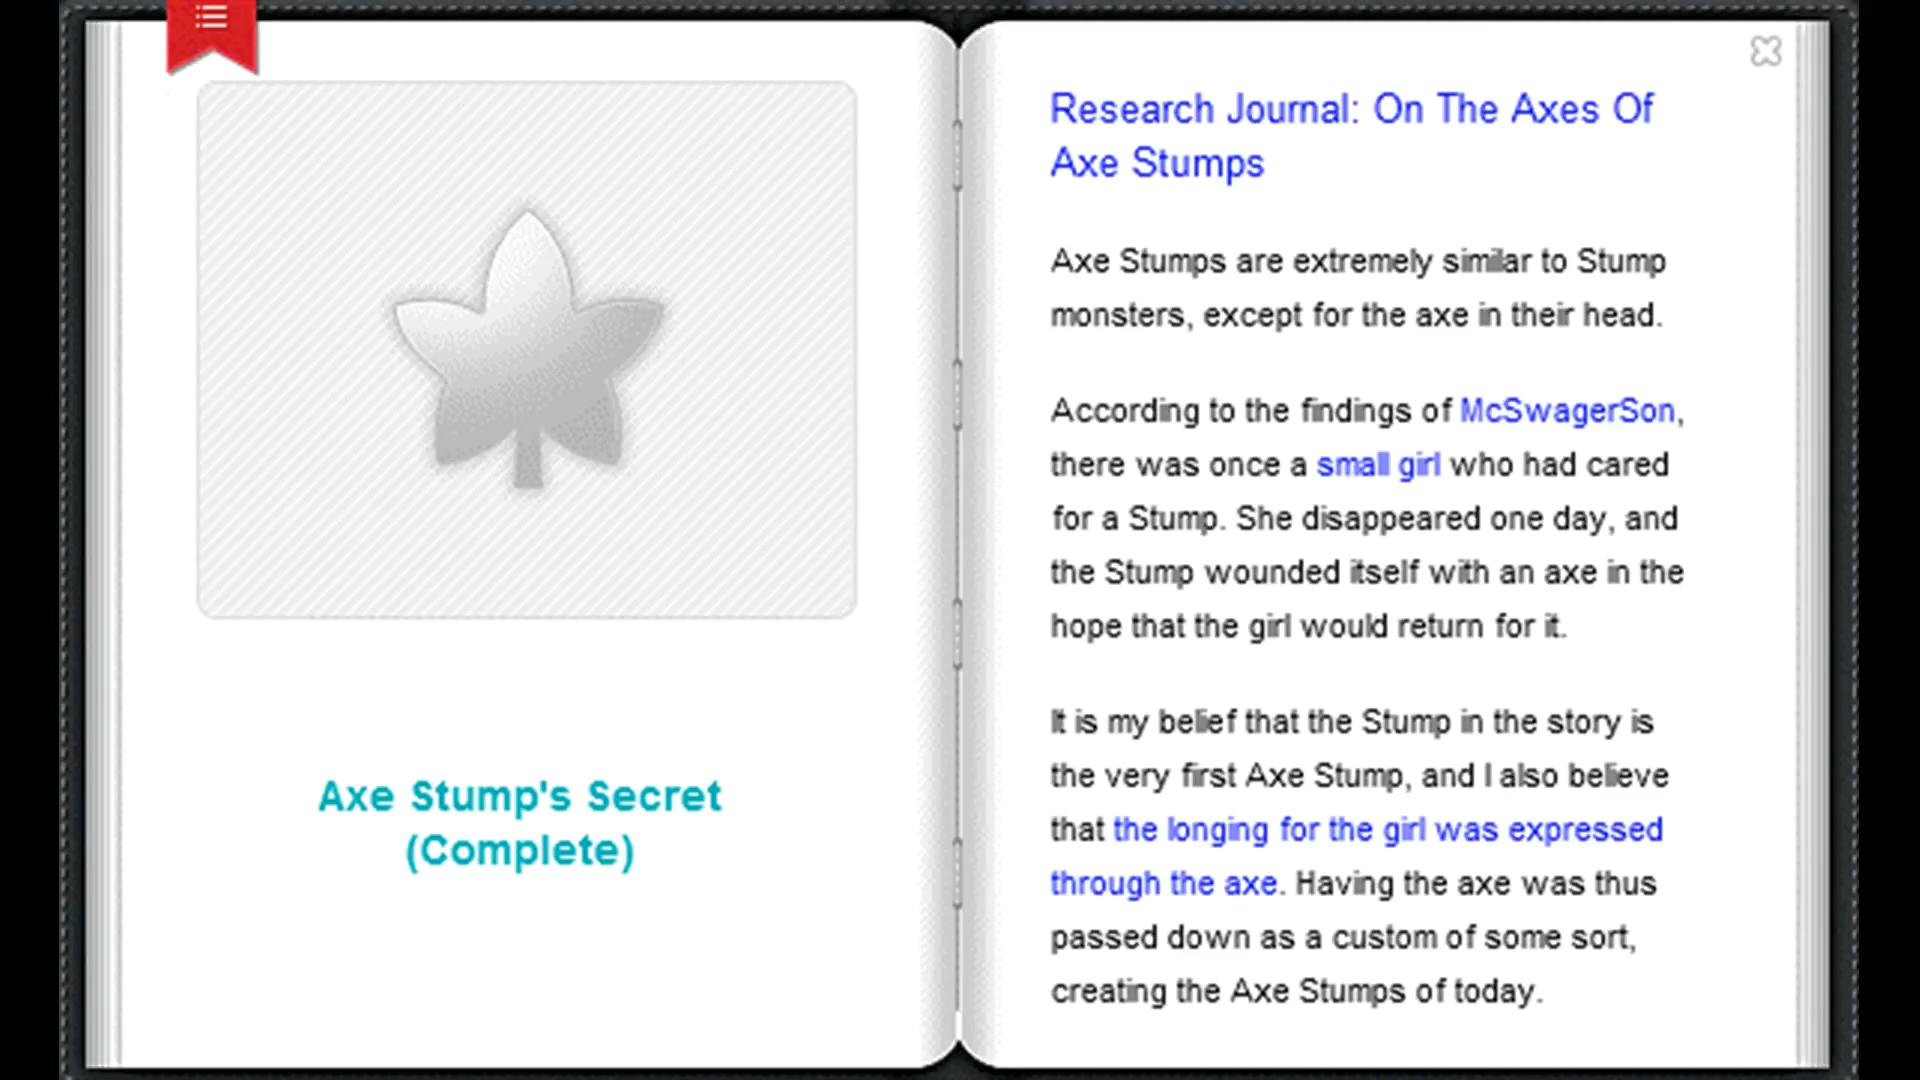 Axe Stump's Secret
(Complete)
Research Journal: On The Axes Of
Axe Stumps
Axe Stumps are extremely similar to Stump
monsters, except for the axe in their head.
According to the findings of McSwagerSon,
there was once a small girl who had cared
for a Stump. She disappeared one day, and
the Stump wounded itself with an axe in the
hope that the girl would return for it.
It is my belief that the Stump in the story is
the very first Axe Stump, and I also believe
that the longing for the girl was expressed
through the axe. Having the axe was thus
passed down as a custom of some sort,
creating the Axe Stumps of today.